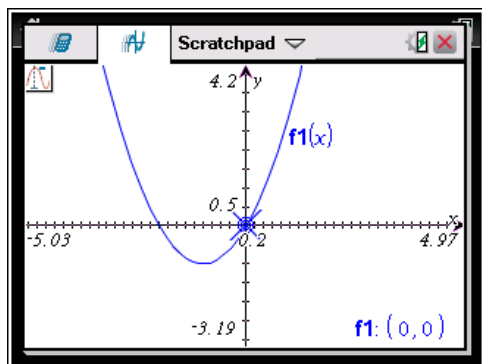 Scratchpad
4.2 y
f1(x)
0.5
x
-5.03 0.2 4.97
-3.19 f1: (0,0)